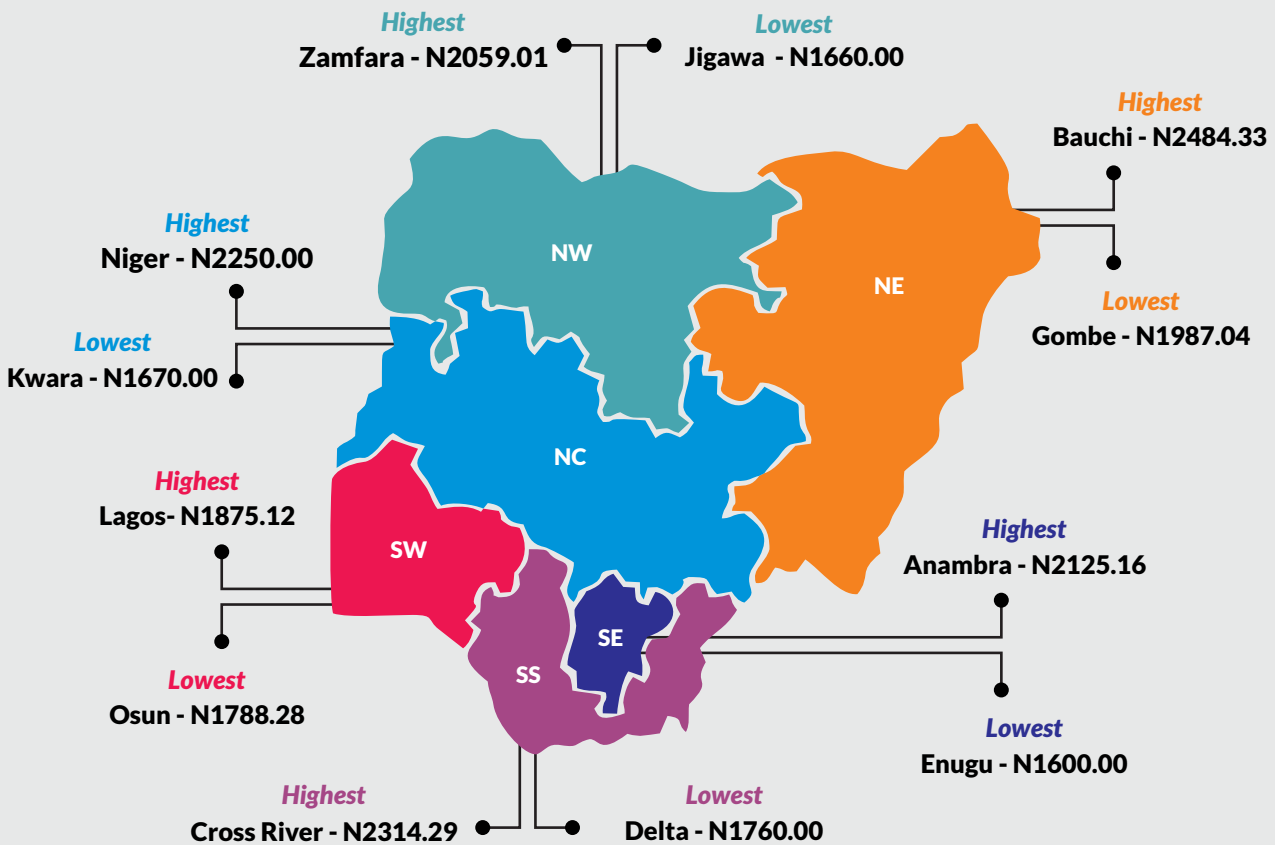 Highest
Zamfara - N2059.01
Lowest
Jigawa - N1660.00
Highest
Bauchi - N2484.33
Lowest
Gombe - N1987.04
Highest
Niger - N2250.00
Lowest
Kwara - N1670.00
NW
NE
NC
SW
SE
SS
Highest
Lagos- N1875.12
Lowest
Osun - N1788.28
Highest
Anambra - N2125.16
Lowest
Enugu - N1600.00
Highest
Cross River - N2314.29
Lowest
Delta - N1760.00